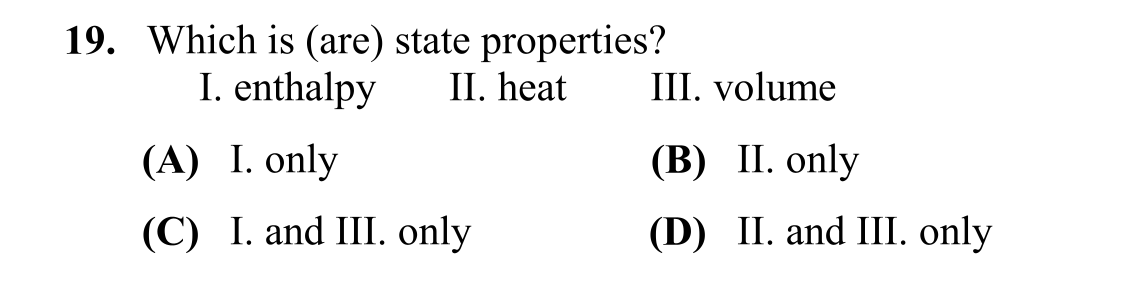 19. Which is (are) state properties?
I. enthalpy II. heat III. volume
(A) I. only (B) II. only
(C) I. and III. only (D) II. and III. only